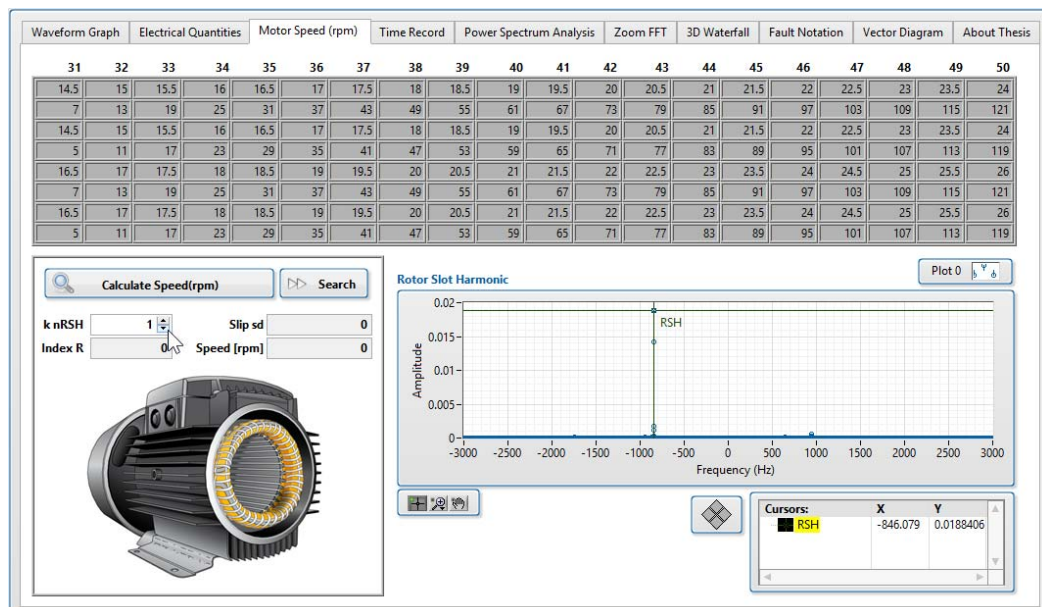 Waveform Graph Electrical Quantities Motor Speed (rpm) Time Record Power Spectrum Analysis Zoom FFT 3D Waterfall Fault Notation Vector Diagram About Thesis
31 32 33 34 35 36 37 38 39 40 41 42 43 44 45 46 47 48 49 50
14.5 15 15.5 16 16.5 17 17.5 18 18.5 19 19.5 20 20.5 21 21.5 22 22.5 23 23.5 24
7 13 19 25 31 37 43 49 55 61 67 73 79 85 91 97 103 109 115 121
14.5 15 15.5 16 16.5 17 17.5 18 18.5 19 19.5 20 20.5 21 21.5 22 22.5 23 23.5 24
5 11 17 23 29 35 41 47 53 59 65 71 77 83 89 95 101 107 113 119
16.5 17 17.5 18 18.5 19 19.5 20 20.5 21 21.5 22 22.5 23 23.5 24 24.5 25 25.5 26
7 13 19 25 31 37 43 49 55 61 67 73 79 85 91 97 103 109 115 121
16.5 17 17.5 18 18.5 19 19.5 20 20.5 21 21.5 22 22.5 23 23.5 24 24.5 25 25.5 26
5 11 17 23 29 35 41 47 53 59 65 71 77 83 89 95 101 107 113 119
Calculate Speed(rpm) Search
k nRSH 1 Slip sd 0
Index R 0 Speed [rpm] 0
Rotor Slot Harmonic
Plot 0
0.02
0.015
0.01
0.005
0
Amplitude
RSH
-3000 -2500 -2000 -1500 -1000 -500 0 500 1000 1500 2000 2500 3000
Frequency (Hz)
Cursors: X Y
RSH -846.079 0.0188406